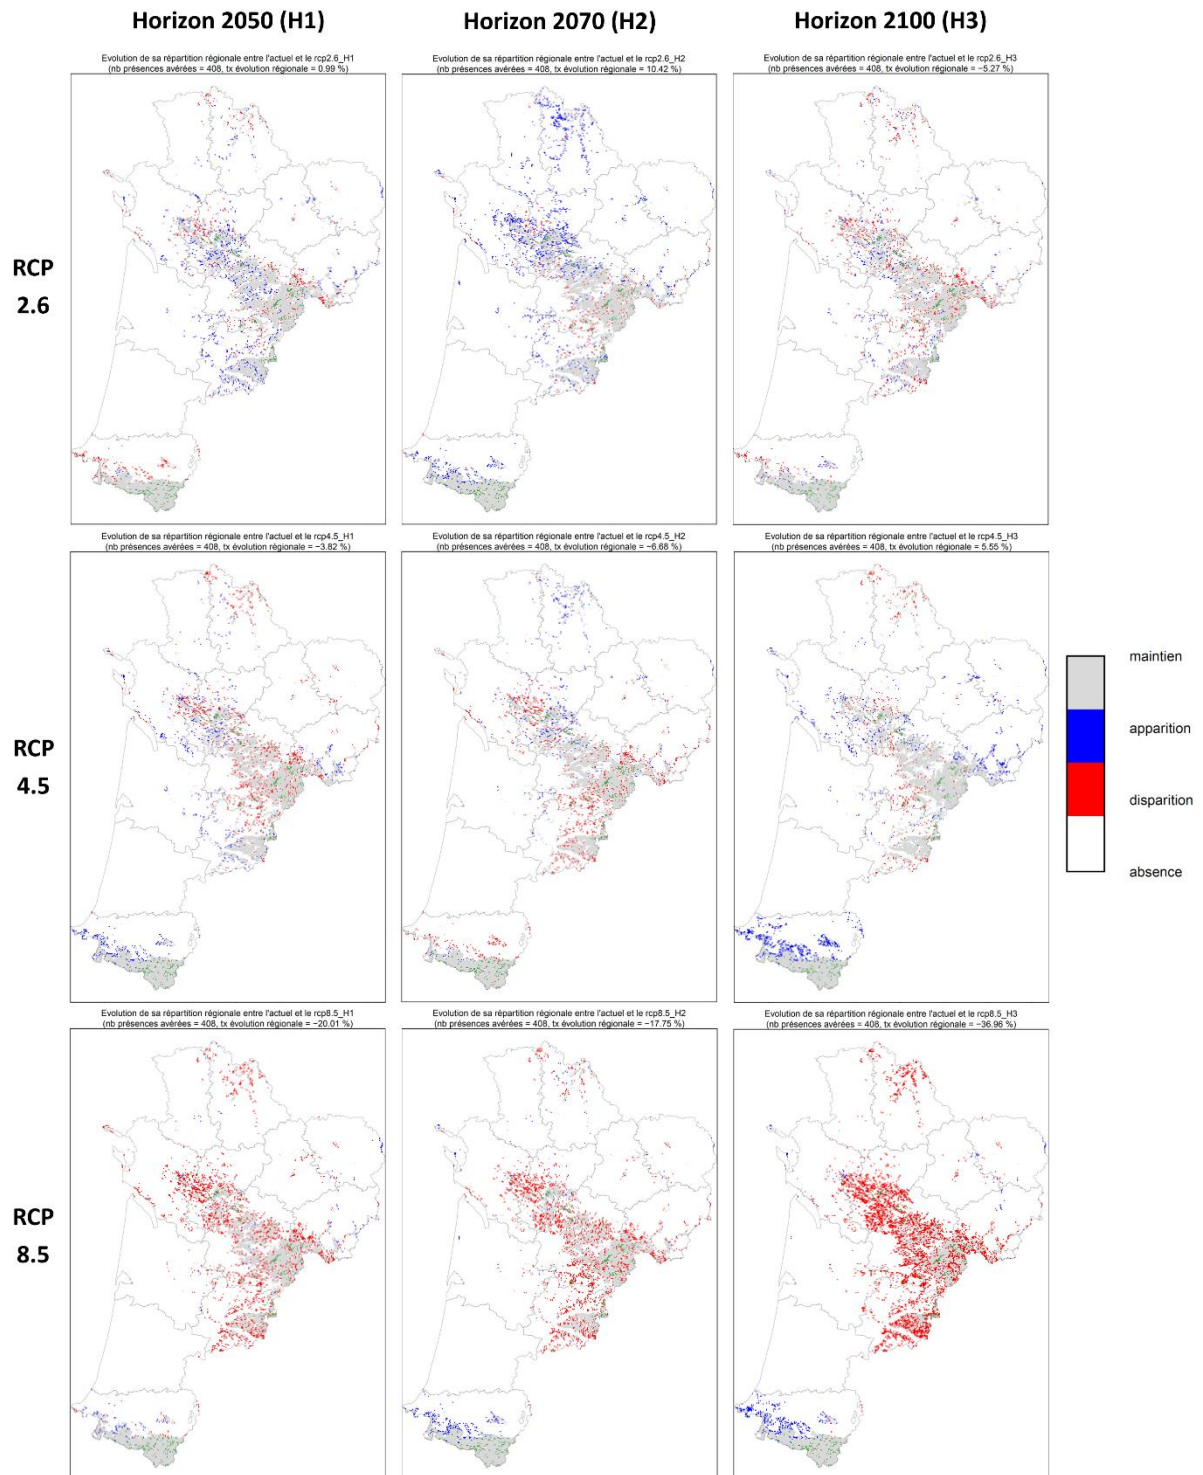 Horizon 2050 (H1) Horizon 2070 (H2) Horizon 2100 (H3)
Evolution de sa répartition régionale entre l'actuel et le rcp2.6_H1
(nb présences avérées = 408, tx évolution régionale = 0.99 %)
Evolution de sa répartition régionale entre l'actuel et le rcp2.6_H2
(nb présences avérées = 408, tx évolution régionale = 10.42 %)
Evolution de sa répartition régionale entre l'actuel et le rcp2.6_H3
(nb présences avérées = 408, tx évolution régionale = −5.27 %)
RCP
2.6
Evolution de sa répartition régionale entre l'actuel et le rcp4.5_H1
(nb présences avérées = 408, tx évolution régionale = −3.82 %)
Evolution de sa répartition régionale entre l'actuel et le rcp4.5_H2
(nb présences avérées = 408, tx évolution régionale = −6.68 %)
Evolution de sa répartition régionale entre l'actuel et le rcp4.5_H3
(nb présences avérées = 408, tx évolution régionale = 5.55 %)
RCP
4.5
maintien
apparition
disparition
absence
Evolution de sa répartition régionale entre l'actuel et le rcp8.5_H1
(nb présences avérées = 408, tx évolution régionale = −20.01 %)
Evolution de sa répartition régionale entre l'actuel et le rcp8.5_H2
(nb présences avérées = 408, tx évolution régionale = −17.75 %)
Evolution de sa répartition régionale entre l'actuel et le rcp8.5_H3
(nb présences avérées = 408, tx évolution régionale = −36.96 %)
RCP
8.5